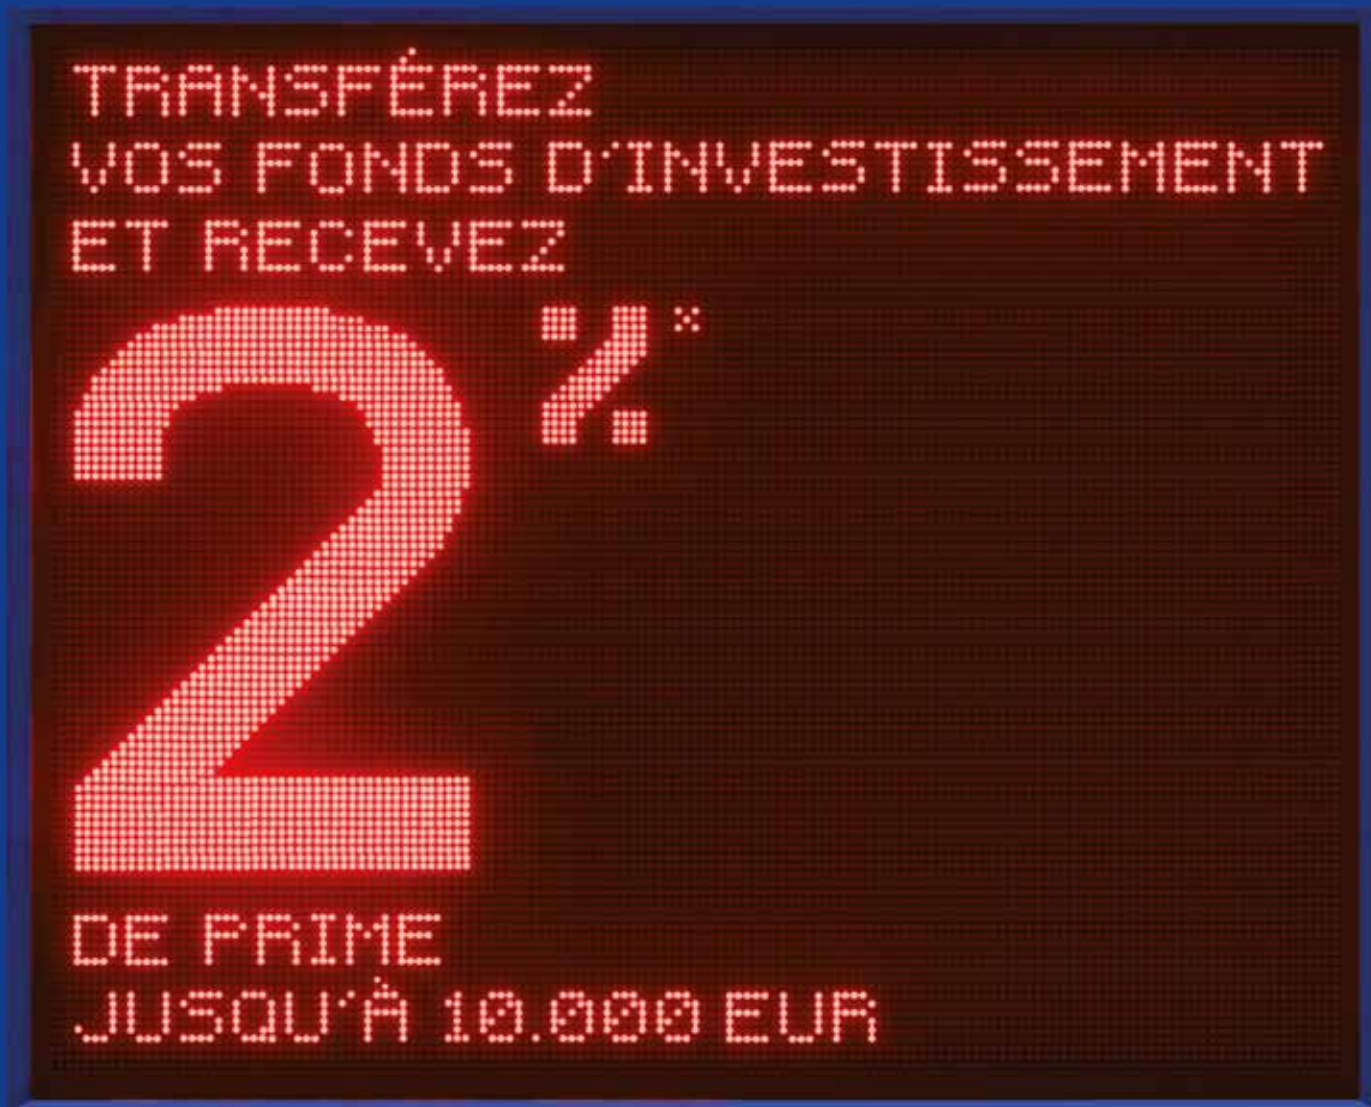 TRANSFÉREZ
VOS FONDS D'INVESTISSEMENT
ET RECEVEZ
2%*
DE PRIME
JUSQU'À 10.000 EUR